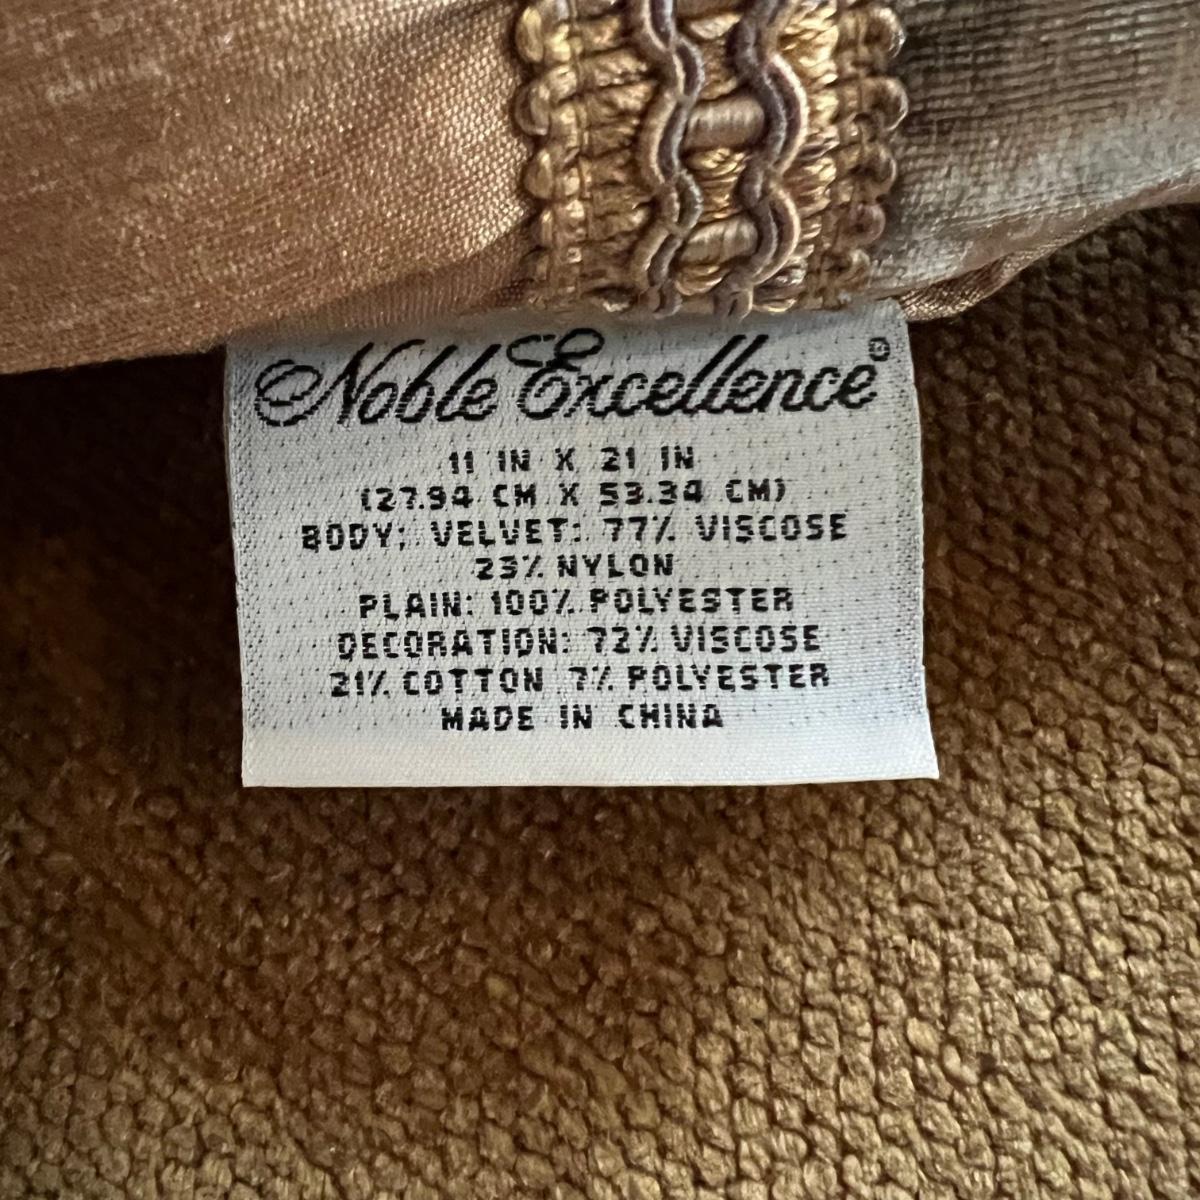 Noble Excellence®
11 IN X 21 IN
(27.94 CM X 53.34 CM)
BODY: VELVET: 77% VISCOSE
23% NYLON
PLAIN: 100% POLYESTER
DECORATION: 72% VISCOSE
21% COTTON 7% POLYESTER
MADE IN CHINA